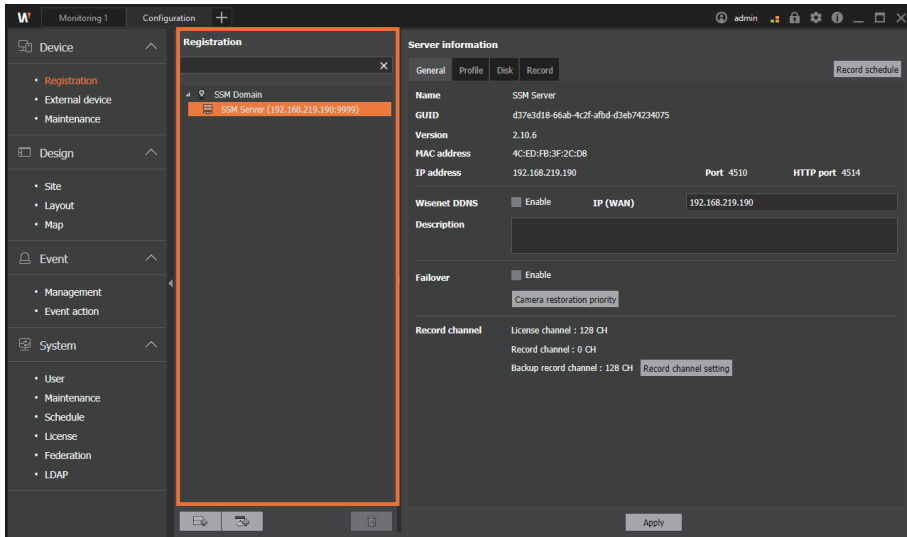 W Monitoring 1 Configuration + admin
Device
• Registration
• External device
• Maintenance
Design
• Site
• Layout
• Map
Event
• Management
• Event action
System
• User
• Maintenance
• Schedule
• License
• Federation
• LDAP
Registration
SSM Domain
SSM Server (192.168.219.190:9999)
Server information
General Profile Disk Record Record schedule
Name SSM Server
GUID d37e3d18-66ab-4c2f-afbd-d3eb74234075
Version 2.10.6
MAC address 4C:ED:FB:3F:2C:D8
IP address 192.168.219.190 Port 4510 HTTP port 4514
Wisenet DDNS Enable IP (WAN) 192.168.219.190
Description
Failover Enable
Camera restoration priority
Record channel License channel : 128 CH
Record channel : 0 CH
Backup record channel : 128 CH Record channel setting
Apply